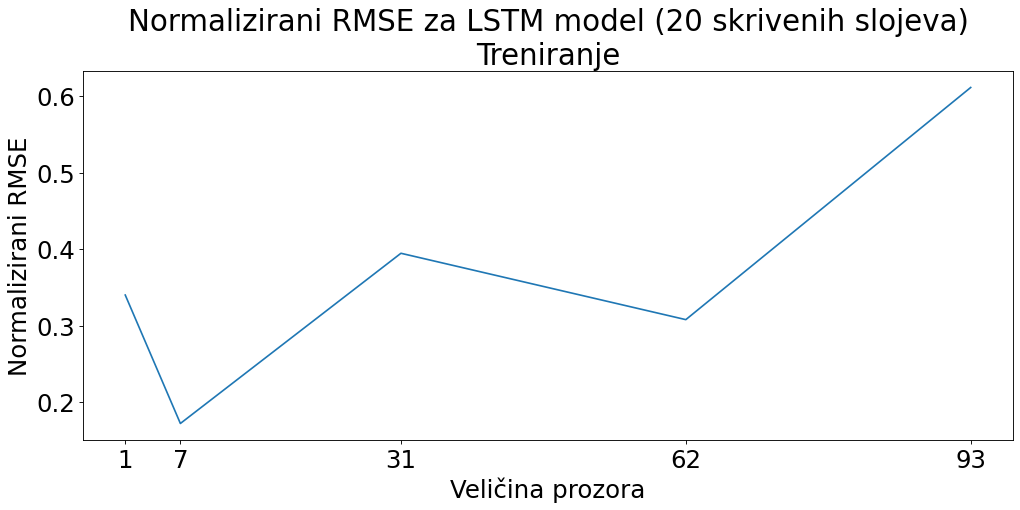 Normalizirani RMSE za LSTM model (20 skrivenih slojeva)
Treniranje
Normalizirani RMSE
0.6
0.5
0.4
0.3
0.2
1 7 31 62 93
Veličina prozora